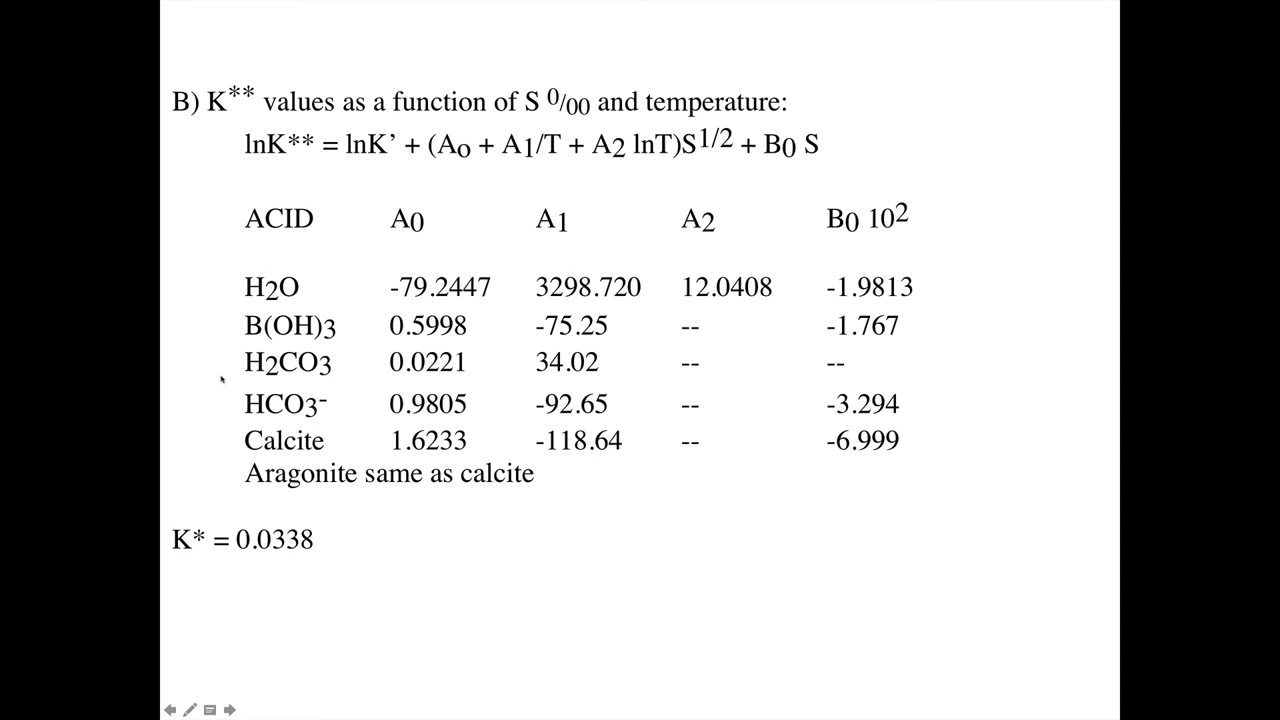 B) K** values as a function of S 0/00 and temperature:
lnK** = lnK’ + (Ao + A1/T + A2 lnT)S1/2 + B0 S
ACID A0 A1 A2 B0 102
H2O -79.2447 3298.720 12.0408 -1.9813
B(OH)3 0.5998 -75.25 -- -1.767
H2CO3 0.0221 34.02 -- --
HCO3- 0.9805 -92.65 -- -3.294
Calcite 1.6233 -118.64 -- -6.999
Aragonite same as calcite
K* = 0.0338